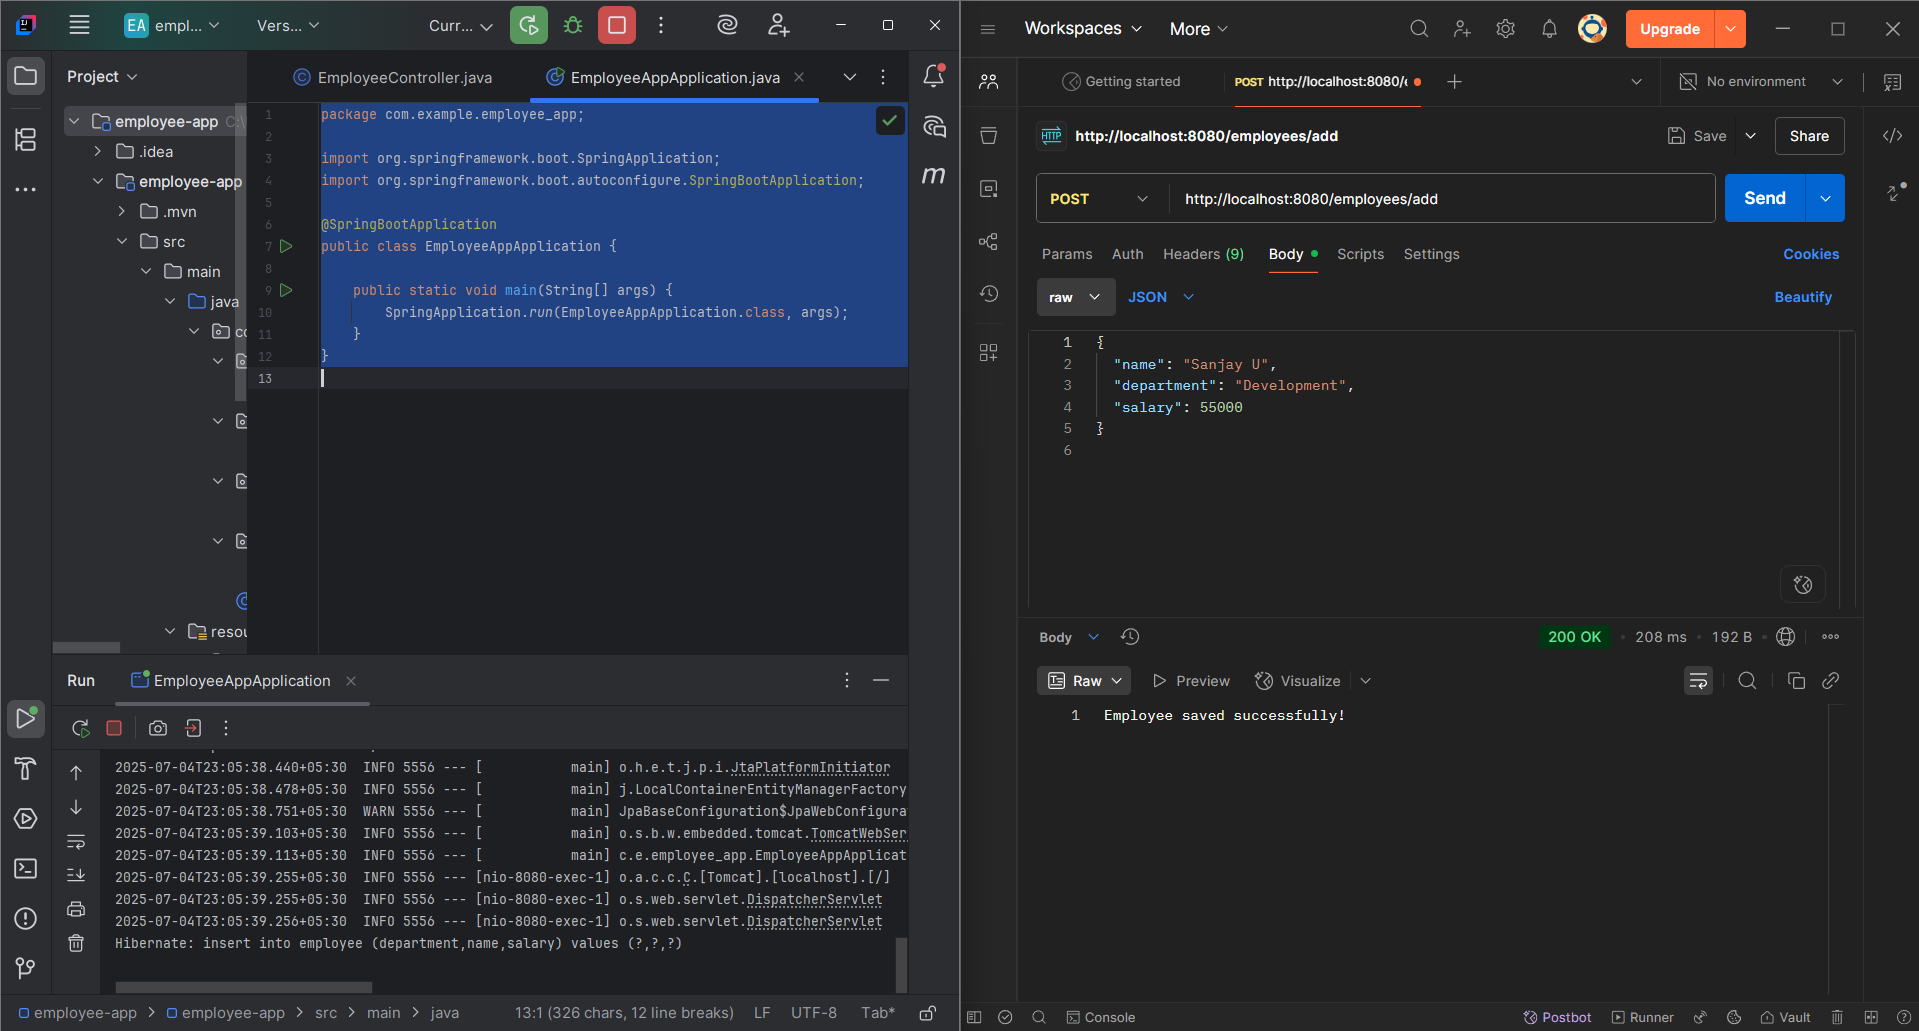 EA empl...
Vers...
Curr...
Project
EmployeeController.java
EmployeeAppApplication.java
employee-app C:\
.idea
employee-app
.mvn
src
main
java
resou
1 package com.example.employee_app;
2
3 import org.springframework.boot.SpringApplication;
4 import org.springframework.boot.autoconfigure.SpringBootApplication;
5
6 @SpringBootApplication
7 public class EmployeeAppApplication {
8
9 public static void main(String[] args) {
10 SpringApplication.run(EmployeeAppApplication.class, args);
11 }
12 }
13
m
Run
EmployeeAppApplication
2025-07-04T23:05:38.440+05:30 INFO 5556 --- [ main] o.h.e.t.j.p.i.JtaPlatformInitiator
2025-07-04T23:05:38.478+05:30 INFO 5556 --- [ main] j.LocalContainerEntityManagerFactory
2025-07-04T23:05:38.751+05:30 WARN 5556 --- [ main] JpaBaseConfiguration$JpaWebConfigura
2025-07-04T23:05:39.103+05:30 INFO 5556 --- [ main] o.s.b.w.embedded.tomcat.TomcatWebSer
2025-07-04T23:05:39.113+05:30 INFO 5556 --- [ main] c.e.employee_app.EmployeeAppApplicat
2025-07-04T23:05:39.255+05:30 INFO 5556 --- [nio-8080-exec-1] o.a.c.c.C.[Tomcat].[localhost].[/]
2025-07-04T23:05:39.255+05:30 INFO 5556 --- [nio-8080-exec-1] o.s.web.servlet.DispatcherServlet
2025-07-04T23:05:39.256+05:30 INFO 5556 --- [nio-8080-exec-1] o.s.web.servlet.DispatcherServlet
Hibernate: insert into employee (department,name,salary) values (?,?,?)
employee-app > employee-app > src > main > java
13:1 (326 chars, 12 line breaks) LF UTF-8 Tab*
Workspaces
More
Upgrade
Getting started
POST http://localhost:8080/e
No environment
HTTP http://localhost:8080/employees/add
Save
Share
POST http://localhost:8080/employees/add
Send
Params Auth Headers (9) Body Scripts Settings
Cookies
raw JSON
Beautify
1 {
2 "name": "Sanjay U",
3 "department": "Development",
4 "salary": 55000
5 }
6
Body
200 OK • 208 ms • 192 B
Raw Preview Visualize
1 Employee saved successfully!
Console
Postbot Runner Vault